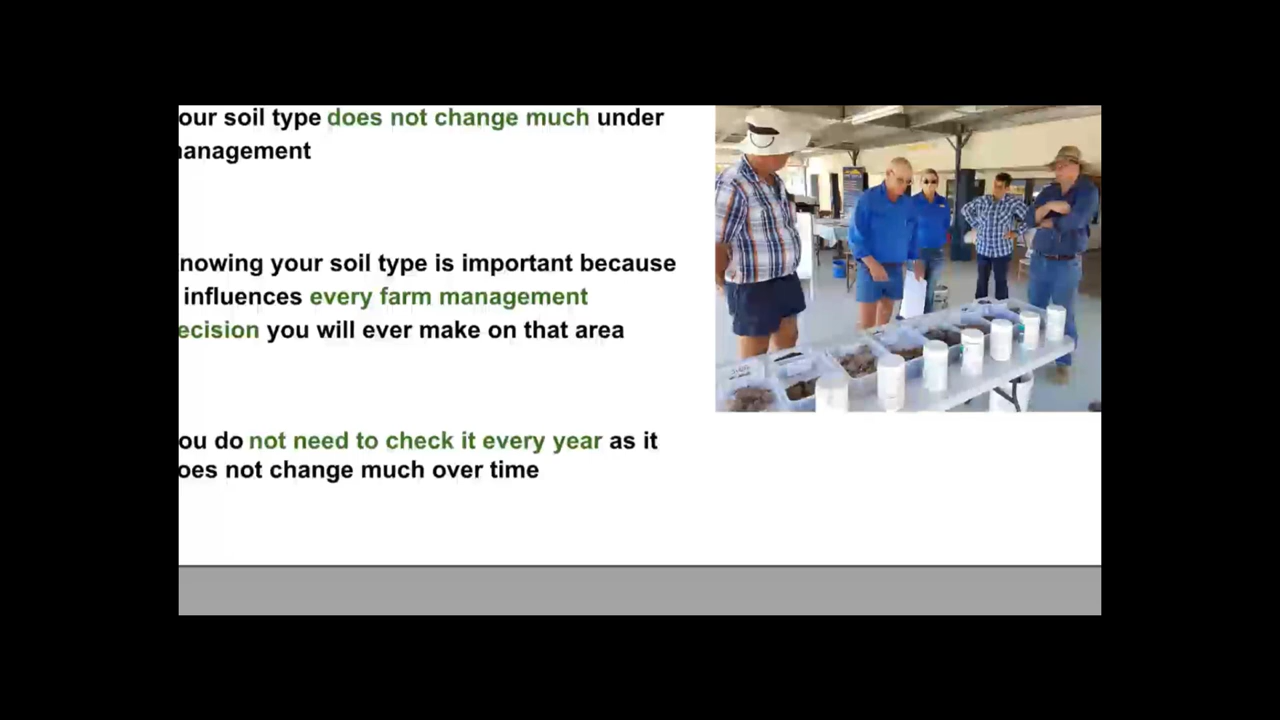 our soil type does not change much under
anagement
nowing your soil type is important because
influences every farm management
ecision you will ever make on that area
ou do not need to check it every year as it
oes not change much over time